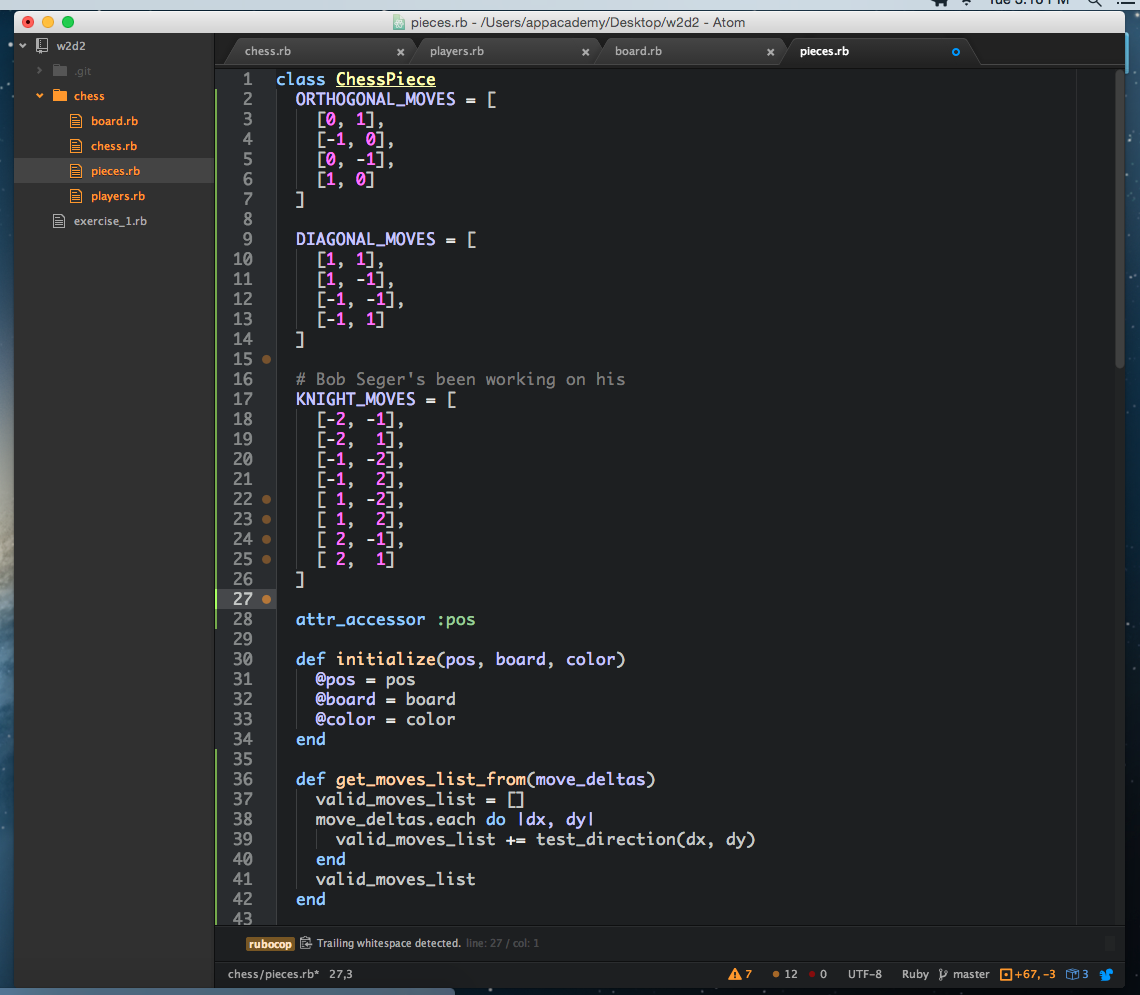 Tue 3:16 PM
pieces.rb - /Users/appacademy/Desktop/w2d2 - Atom
w2d2
.git
chess
board.rb
chess.rb
pieces.rb
players.rb
exercise_1.rb
chess.rb × players.rb × board.rb × pieces.rb
1 class ChessPiece
2   ORTHOGONAL_MOVES = [
3     [0, 1],
4     [-1, 0],
5     [0, -1],
6     [1, 0]
7   ]
8
9   DIAGONAL_MOVES = [
10     [1, 1],
11     [1, -1],
12     [-1, -1],
13     [-1, 1]
14   ]
15
16   # Bob Seger's been working on his
17   KNIGHT_MOVES = [
18     [-2, -1],
19     [-2,  1],
20     [-1, -2],
21     [-1,  2],
22     [ 1, -2],
23     [ 1,  2],
24     [ 2, -1],
25     [ 2,  1]
26   ]
27
28   attr_accessor :pos
29
30   def initialize(pos, board, color)
31     @pos = pos
32     @board = board
33     @color = color
34   end
35
36   def get_moves_list_from(move_deltas)
37     valid_moves_list = []
38     move_deltas.each do |dx, dy|
39       valid_moves_list += test_direction(dx, dy)
40     end
41     valid_moves_list
42   end
43
rubocop Trailing whitespace detected. line: 27 / col: 1
chess/pieces.rb* 27,3 7 12 0 UTF-8 Ruby master +67, -3 3